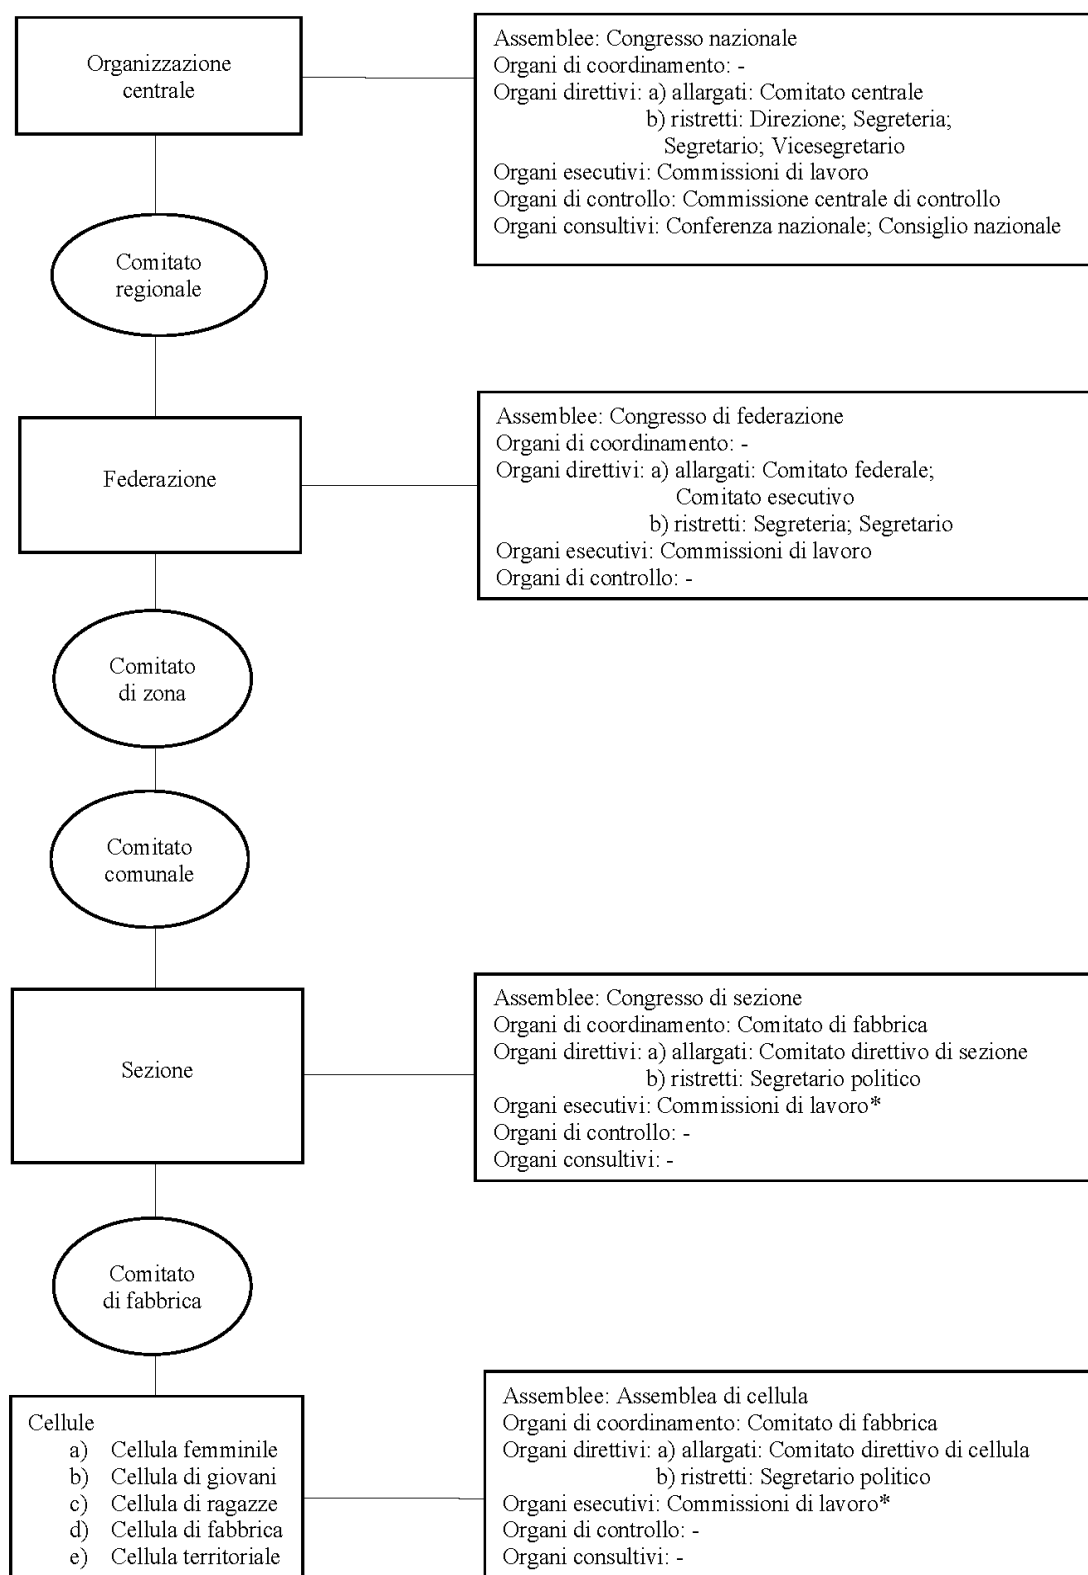 Organizzazione
centrale
Assemblee: Congresso nazionale
Organi di coordinamento: -
Organi direttivi: a) allargati: Comitato centrale
b) ristretti: Direzione; Segreteria;
Segretario; Vicesegretario
Organi esecutivi: Commissioni di lavoro
Organi di controllo: Commissione centrale di controllo
Organi consultivi: Conferenza nazionale; Consiglio nazionale
Comitato
regionale
Federazione
Assemblee: Congresso di federazione
Organi di coordinamento: -
Organi direttivi: a) allargati: Comitato federale;
Comitato esecutivo
b) ristretti: Segreteria; Segretario
Organi esecutivi: Commissioni di lavoro
Organi di controllo: -
Comitato
di zona
Comitato
comunale
Sezione
Assemblee: Congresso di sezione
Organi di coordinamento: Comitato di fabbrica
Organi direttivi: a) allargati: Comitato direttivo di sezione
b) ristretti: Segretario politico
Organi esecutivi: Commissioni di lavoro*
Organi di controllo: -
Organi consultivi: -
Comitato
di fabbrica
Cellule
a) Cellula femminile
b) Cellula di giovani
c) Cellula di ragazze
d) Cellula di fabbrica
e) Cellula territoriale
Assemblee: Assemblea di cellula
Organi di coordinamento: Comitato di fabbrica
Organi direttivi: a) allargati: Comitato direttivo di cellula
b) ristretti: Segretario politico
Organi esecutivi: Commissioni di lavoro*
Organi di controllo: -
Organi consultivi: -